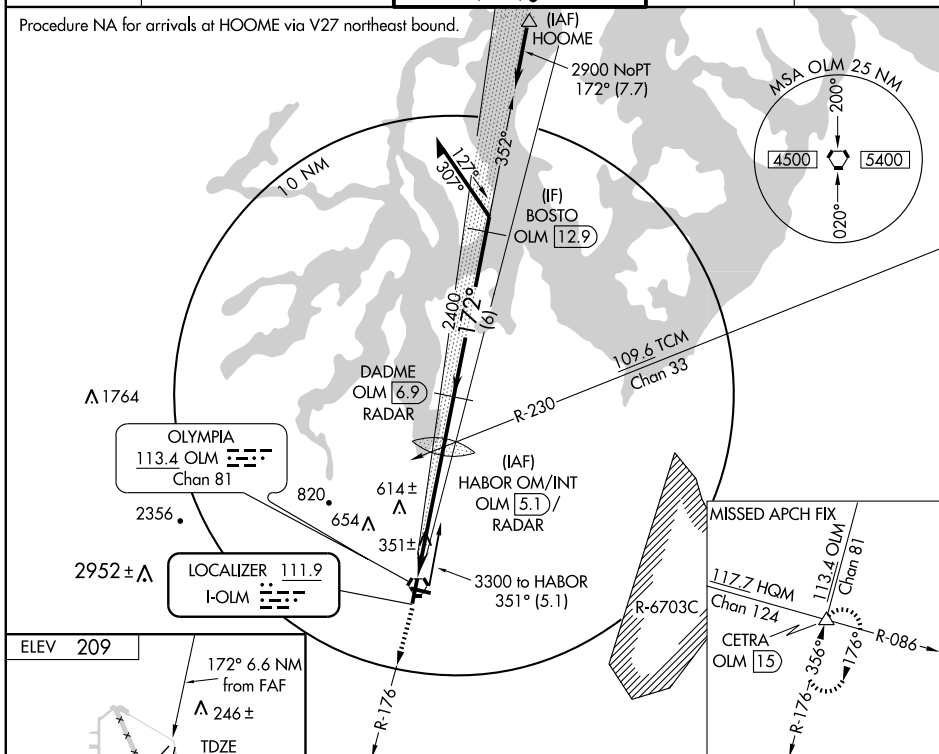 Procedure NA for arrivals at HOOME via V27 northeast bound.
(IAF)
HOOME
2900 NoPT
172° (7.7)
352°
MSA OLM 25 NM
200°
4500
5400
020°
10 NM
127°
307°
(IF)
BOSTO
OLM 12.9
2400
172°
(6)
109.6 TCM
Chan 33
R-230
DADME
OLM 6.9
RADAR
1764
OLYMPIA
113.4 OLM
Chan 81
(IAF)
HABOR OM/INT
OLM 5.1/
RADAR
820
614±
654
2356
351±
2952±
LOCALIZER 111.9
I-OLM
3300 to HABOR
351° (5.1)
R-6703C
MISSED APCH FIX
113.4 OLM
Chan 81
117.7 HQM
Chan 124
CETRA
OLM 15
R-086
356°
176°
R-176
R-176
ELEV 209
172° 6.6 NM
from FAF
246±
TDZE